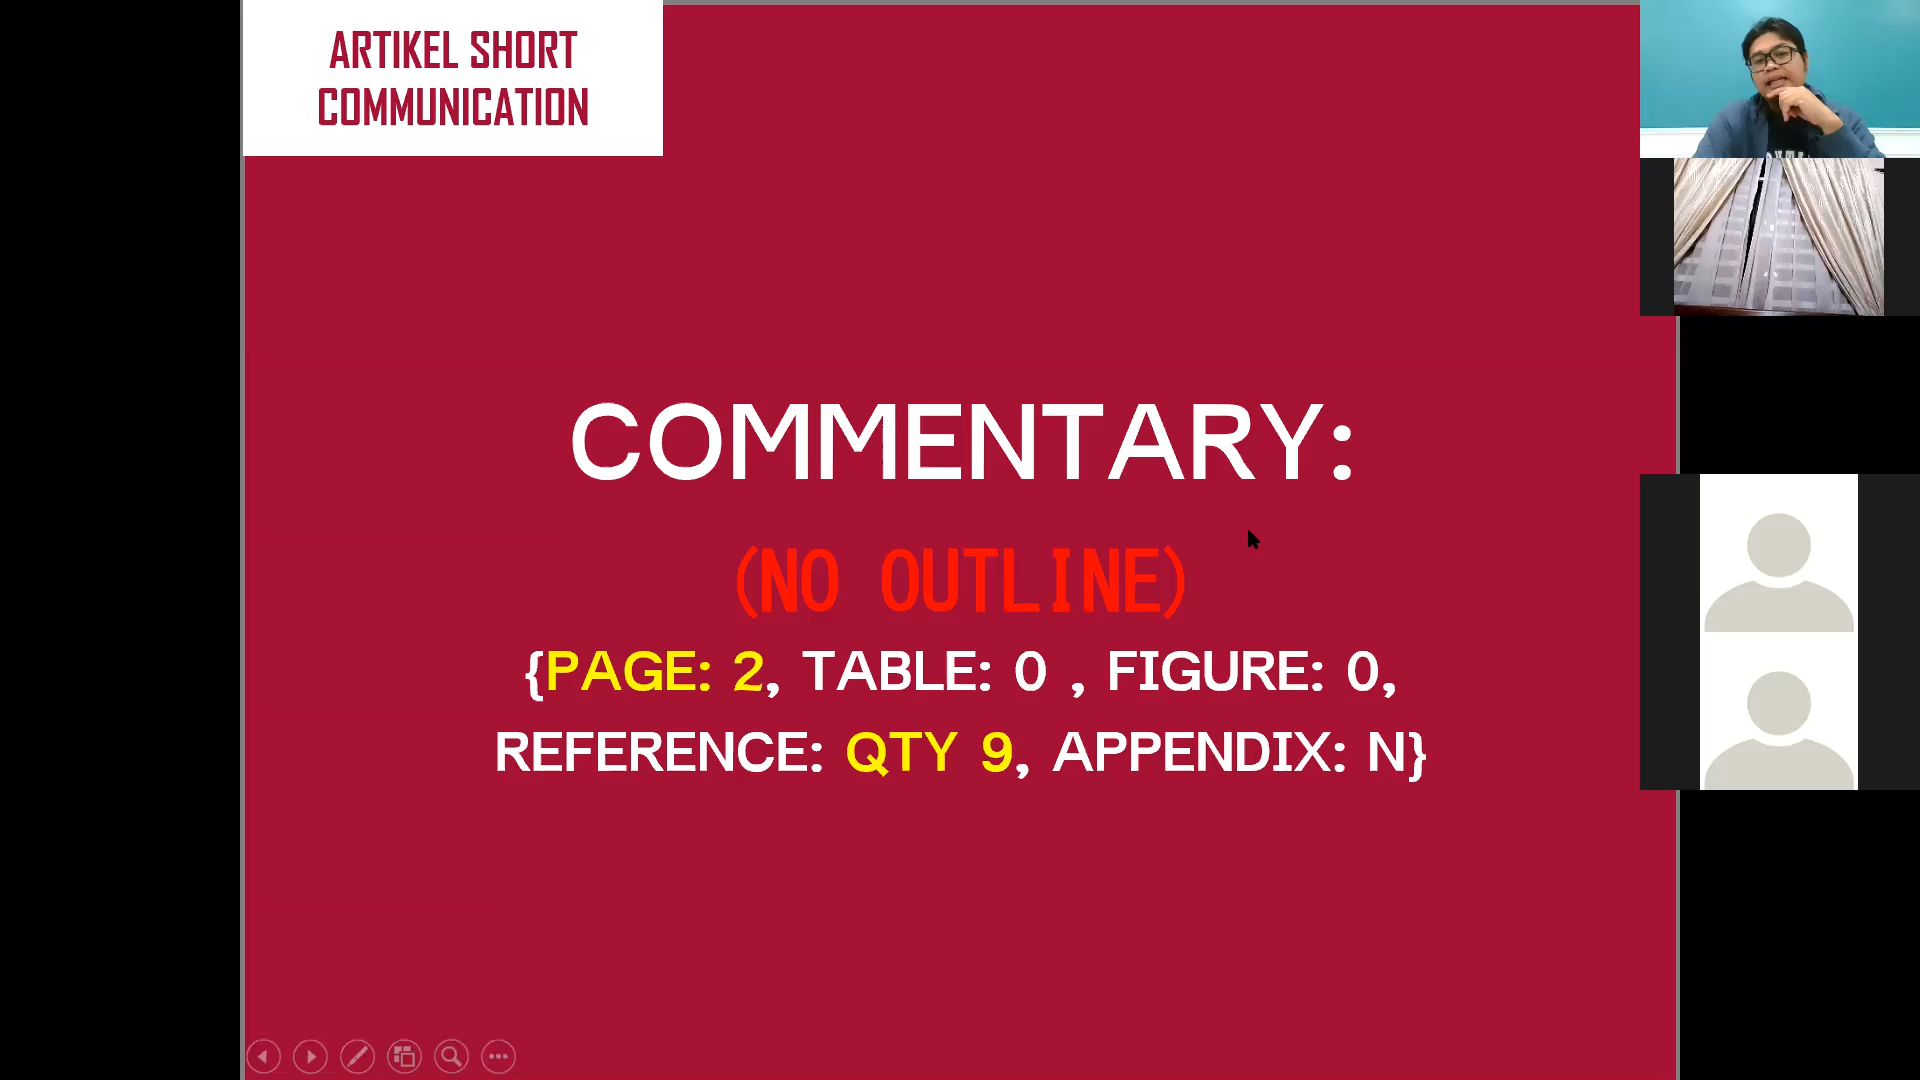 ARTIKEL SHORT
COMMUNICATION
COMMENTARY:
(NO OUTLINE)
{PAGE: 2, TABLE: 0 , FIGURE: 0,
REFERENCE: QTY 9, APPENDIX: N}